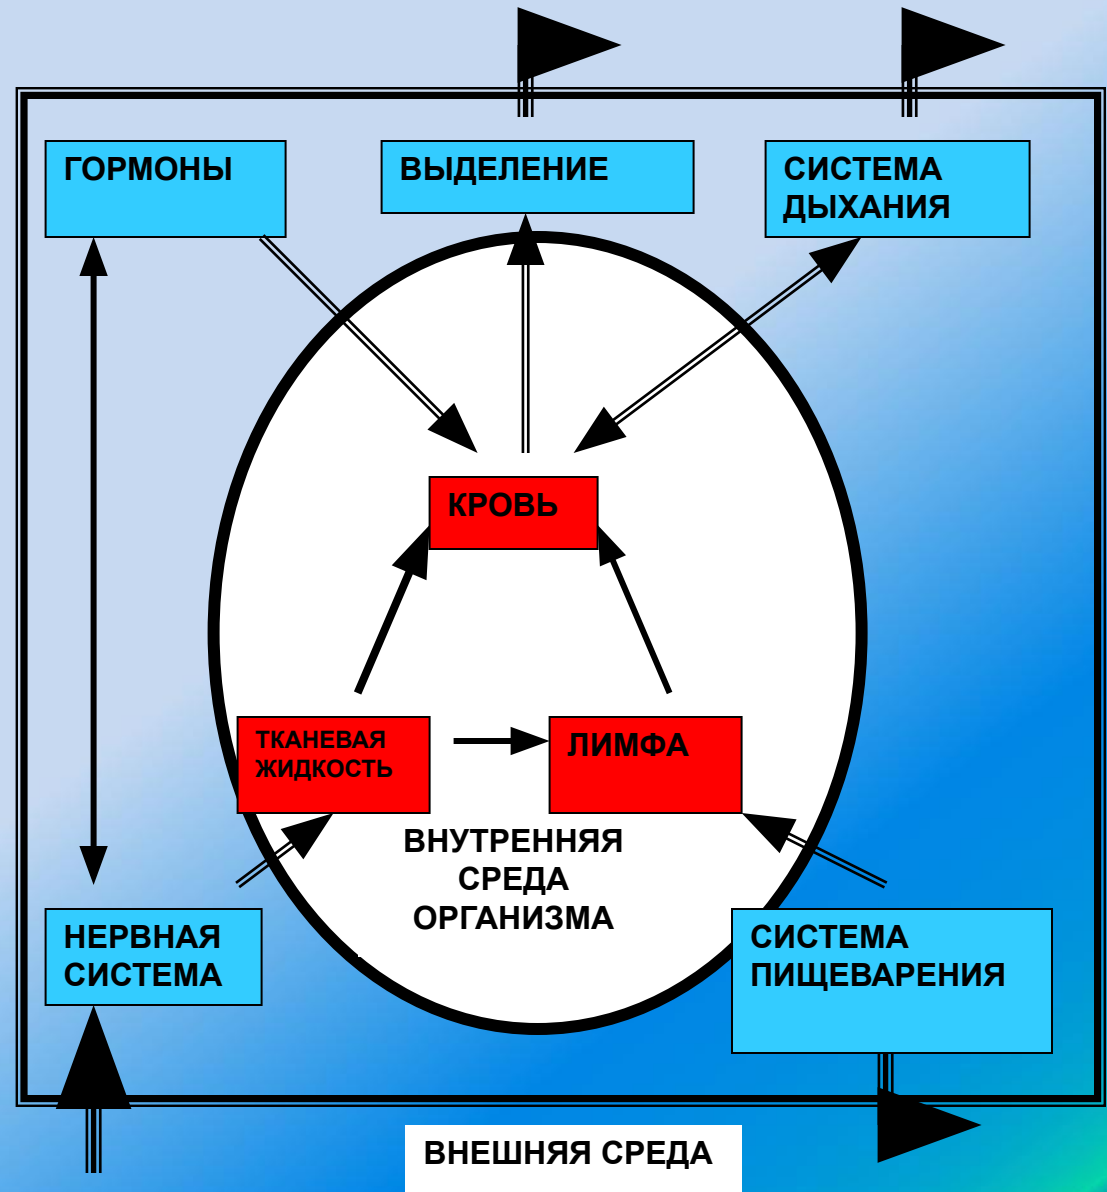 ГОРМОНЫ
ВЫДЕЛЕНИЕ
СИСТЕМА
ДЫХАНИЯ
КРОВЬ
ТКАНЕВАЯ
ЖИДКОСТЬ
ЛИМФА
ВНУТРЕННЯЯ
СРЕДА
ОРГАНИЗМА
НЕРВНАЯ
СИСТЕМА
СИСТЕМА
ПИЩЕВАРЕНИЯ
ВНЕШНЯЯ СРЕДА